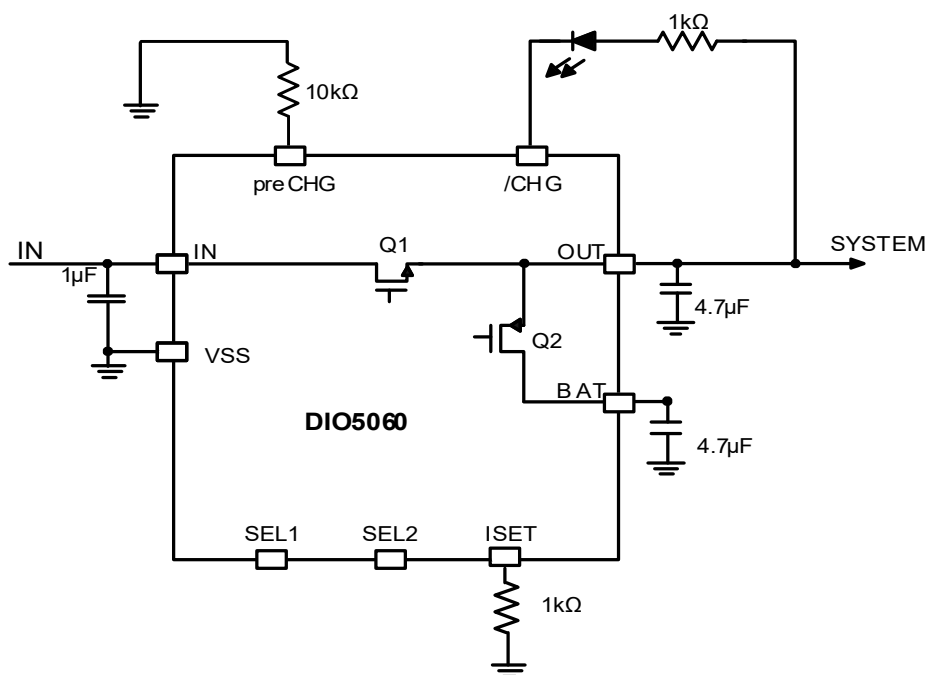 1kΩ
10kΩ
preCHG
/CHG
IN
IN
Q1
OUT
SYSTEM
1µF
4.7µF
VSS
Q2
BAT
DIO5060
4.7µF
SEL1
SEL2
ISET
1kΩ